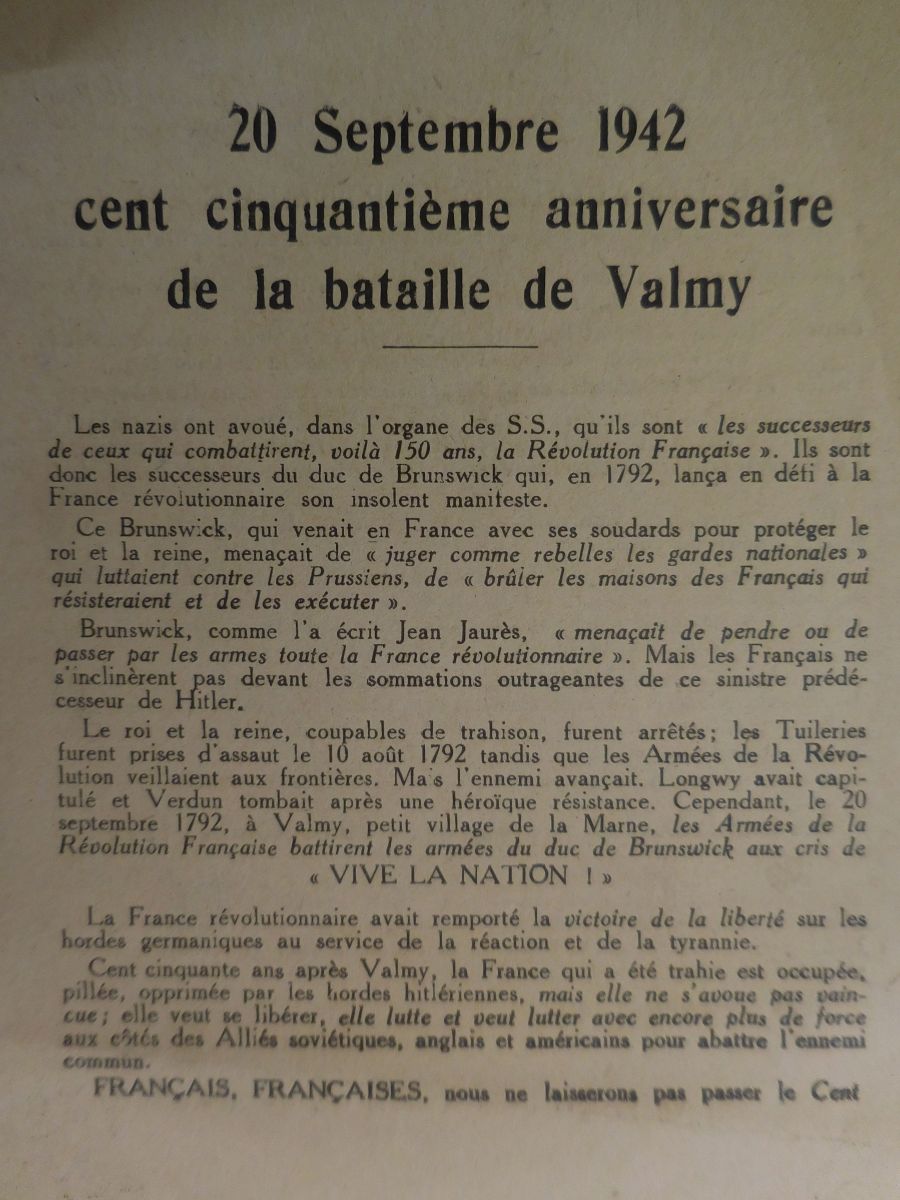 20 Septembre 1942
cent cinquantième anniversaire
de la bataille de Valmy
Les nazis ont avoué, dans l'organe des S.S., qu'ils sont « les successeurs
de ceux qui combattirent, voilà 150 ans, la Révolution Française ». Ils sont
donc les successeurs du duc de Brunswick qui, en 1792, lança en défi à la
France révolutionnaire son insolent manifeste.
Ce Brunswick, qui venait en France avec ses soudards pour protéger le
roi et la reine, menaçait de « juger comme rebelles les gardes nationales »
qui luttaient contre les Prussiens, de « brûler les maisons des Français qui
résisteraient et de les exécuter ».
Brunswick, comme l'a écrit Jean Jaurès, « menaçait de pendre ou de
passer par les armes toute la France révolutionnaire ». Mais les Français ne
s'inclinèrent pas devant les sommations outrageantes de ce sinistre prédé-
cesseur de Hitler.
Le roi et la reine, coupables de trahison, furent arrêtés ; les Tuileries
furent prises d'assaut le 10 août 1792 tandis que les Armées de la Révo-
lution veillaient aux frontières. Mais l'ennemi avançait. Longwy avait capi-
tulé et Verdun tombait après une héroïque résistance. Cependant, le 20
septembre 1792, à Valmy, petit village de la Marne, les Armées de la
Révolution Française battirent les armées du duc de Brunswick aux cris de
« VIVE LA NATION ! »
La France révolutionnaire avait remporté la victoire de la liberté sur les
hordes germaniques au service de la réaction et de la tyrannie.
Cent cinquante ans après Valmy, la France qui a été trahie est occupée,
pillée, opprimée par les hordes hitlériennes, mais elle ne s'avoue pas vain-
cue ; elle veut se libérer, elle lutte et veut lutter avec encore plus de force
aux côtés des Alliés soviétiques, anglais et américains pour abattre l'ennemi
commun.
FRANÇAIS, FRANÇAISES, nous ne laisserons pas passer le Cent